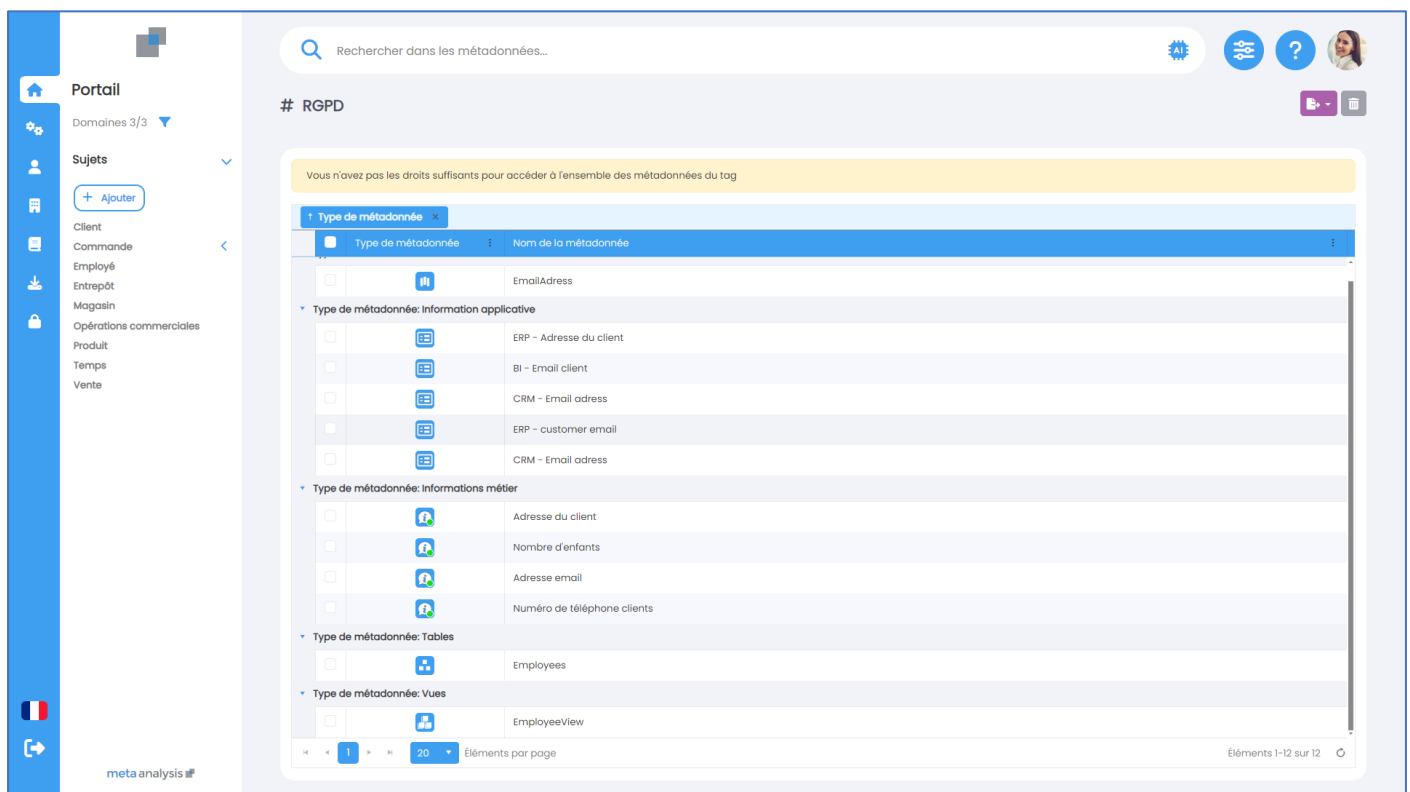 Rechercher dans les métadonnées...
AI
?
Portail
# RGPD
Domaines 3/3
Sujets
+ Ajouter
Client
Commande
Employé
Entrepôt
Magasin
Opérations commerciales
Produit
Temps
Vente
meta analysis
Vous n'avez pas les droits suffisants pour accéder à l'ensemble des métadonnées du tag
↑ Type de métadonnée ×
Type de métadonnée Nom de la métadonnée
EmailAdress
Type de métadonnée: Information applicative
ERP - Adresse du client
BI - Email client
CRM - Email adress
ERP - customer email
CRM - Email adress
Type de métadonnée: Informations métier
Adresse du client
Nombre d'enfants
Adresse email
Numéro de téléphone clients
Type de métadonnée: Tables
Employees
Type de métadonnée: Vues
EmployeeView
1 20 Éléments par page Éléments 1-12 sur 12